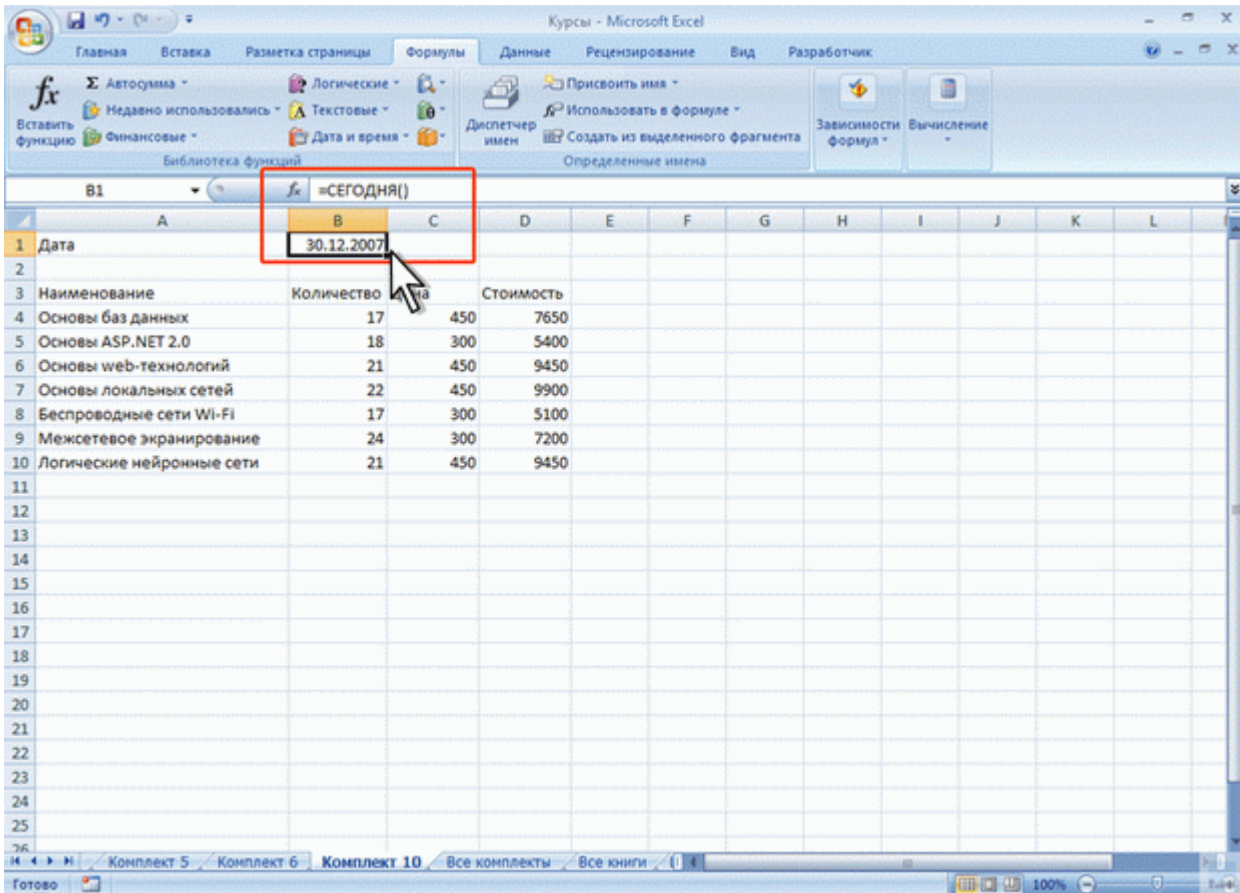 Курсы - Microsoft Excel
Главная Вставка Разметка страницы Формулы Данные Рецензирование Вид Разработчик
fx Σ Автосумма Логические Присвоить имя
Недавно использовались Текстовые Использовать в формуле
Вставить функцию Финансовые Дата и время Диспетчер имен Создать из выделенного фрагмента Зависимости формул Вычисление
Библиотека функций Определенные имена
B1 fx =СЕГОДНЯ()
A B C D E F G H I J K L
1 Дата 30.12.2007
2
3 Наименование Количество Стоимость
4 Основы баз данных 17 450 7650
5 Основы ASP.NET 2.0 18 300 5400
6 Основы web-технологий 21 450 9450
7 Основы локальных сетей 22 450 9900
8 Беспроводные сети Wi-Fi 17 300 5100
9 Межсетевое экранирование 24 300 7200
10 Логические нейронные сети 21 450 9450
11
12
13
14
15
16
17
18
19
20
21
22
23
24
25
26
Комплект 5 Комплект 6 Комплект 10 Все комплекты Все книги
Готово 100%